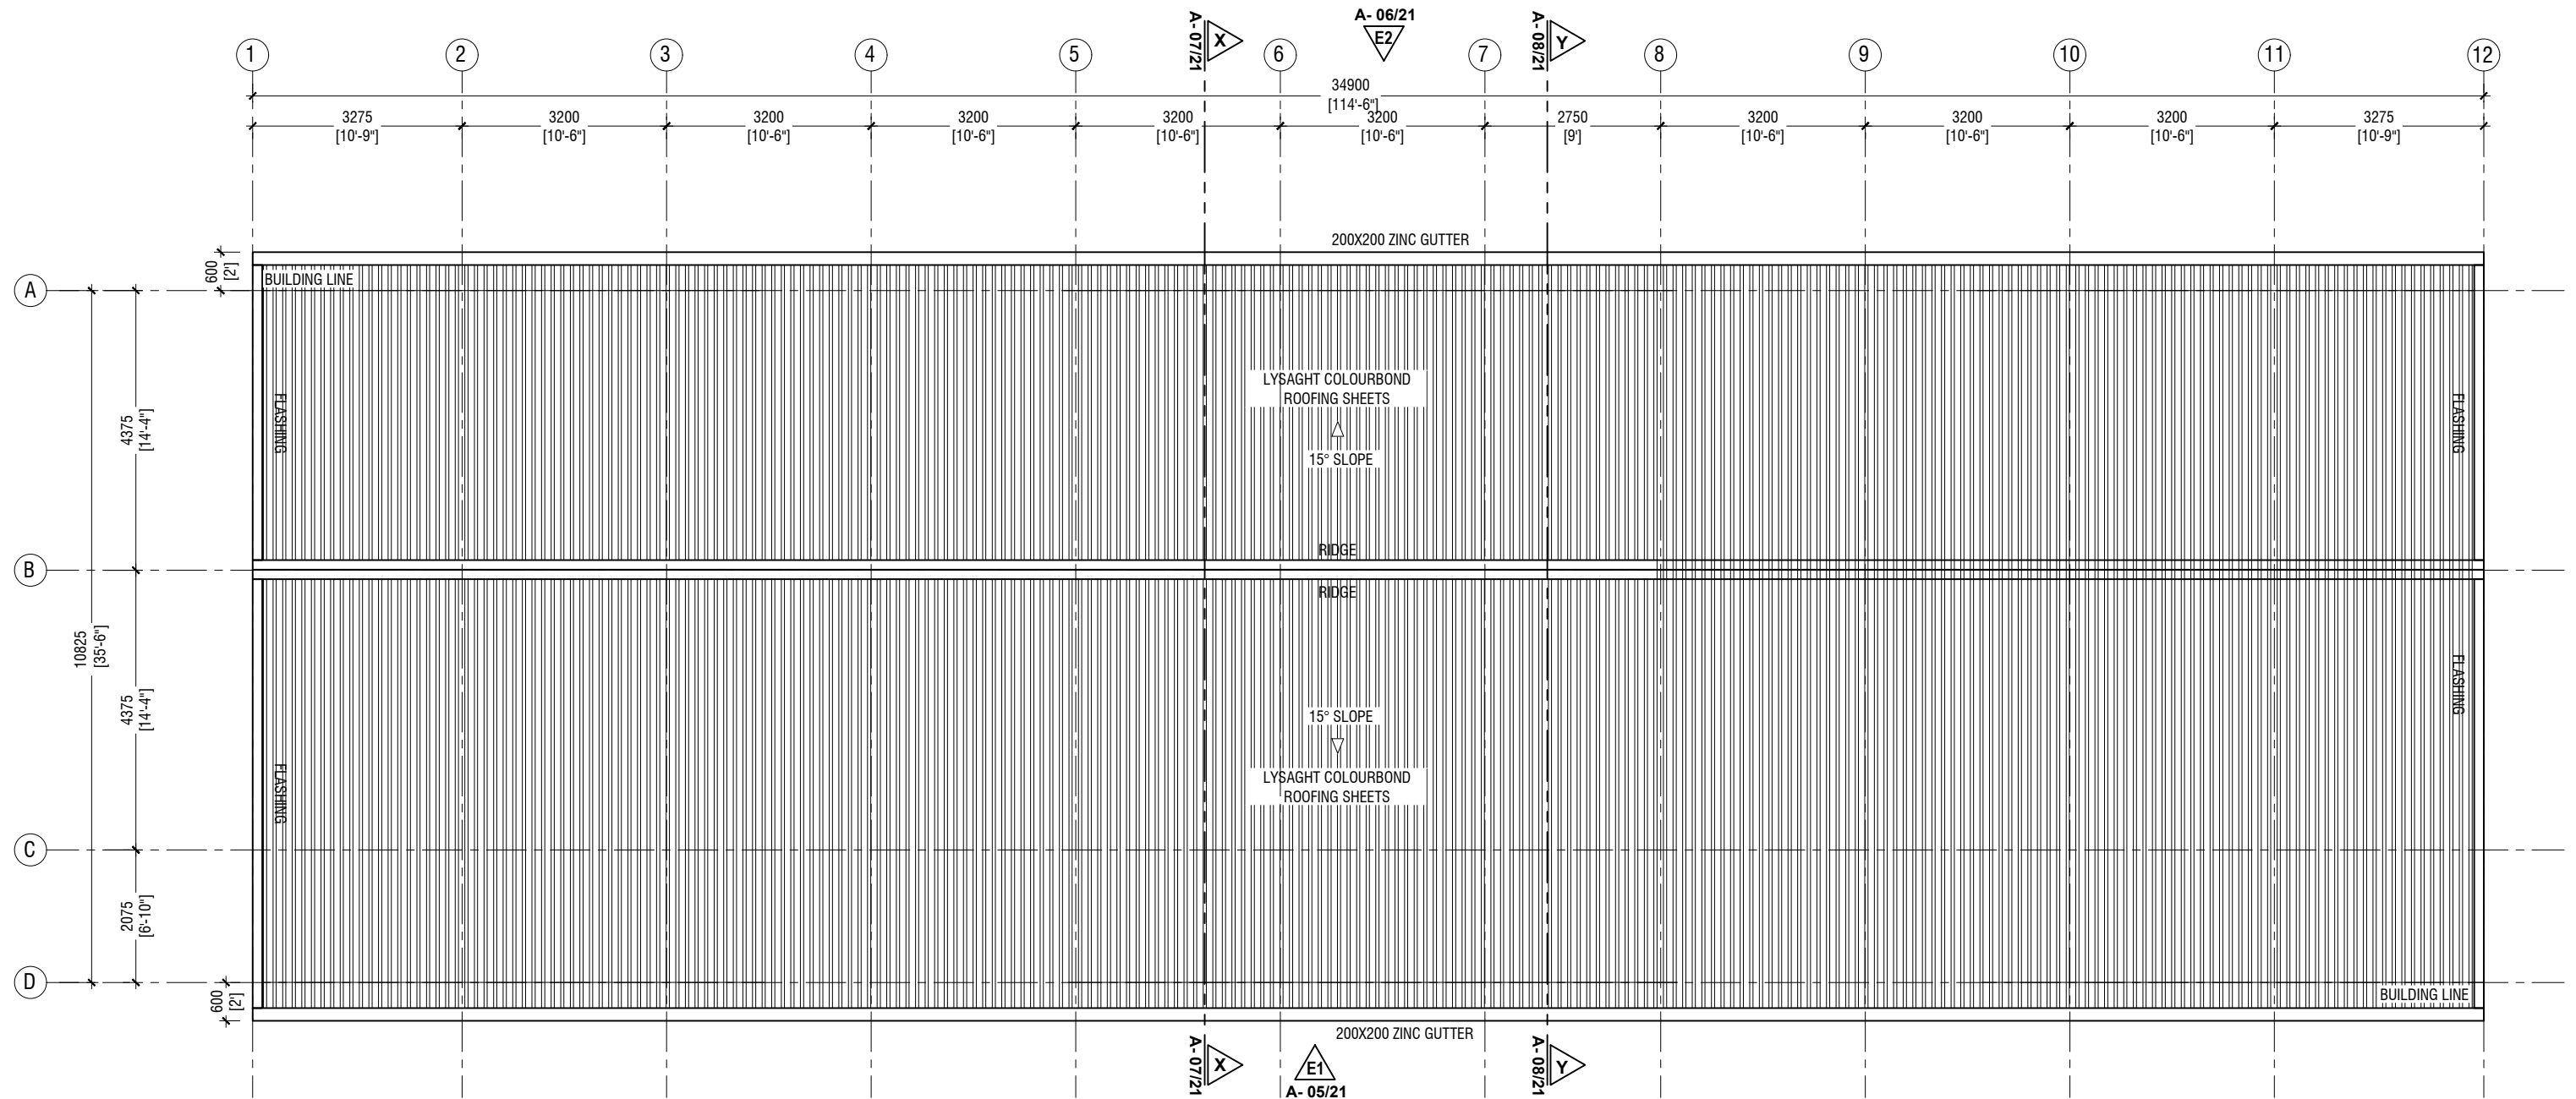 A- 06/21
E2
A- 07/21
X
A- 08/21
Y
1
2
3
4
5
6
7
8
9
10
11
12
34900
[114'-6"]
3275
[10'-9"]
3200
[10'-6"]
3200
[10'-6"]
3200
[10'-6"]
3200
[10'-6"]
3200
[10'-6"]
2750
[9']
3200
[10'-6"]
3200
[10'-6"]
3200
[10'-6"]
3275
[10'-9"]
200X200 ZINC GUTTER
600
[2']
BUILDING LINE
A
LYSAGHT COLOURBOND
ROOFING SHEETS
FLASHING
FLASHING
4375
[14'-4"]
15° SLOPE
RIDGE
B
RIDGE
10825
[35'-6"]
FLASHING
4375
[14'-4"]
15° SLOPE
LYSAGHT COLOURBOND
ROOFING SHEETS
FLASHING
C
2075
[6'-10"]
D
600
[2']
BUILDING LINE
200X200 ZINC GUTTER
A- 07/21
X
E1
A- 05/21
A- 08/21
Y